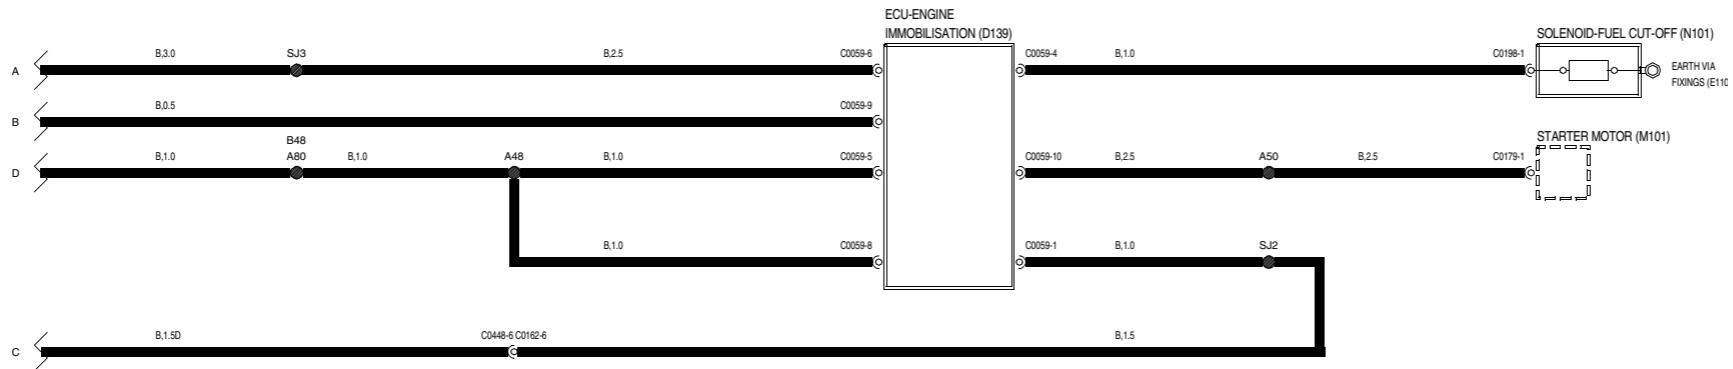 ECU-ENGINE
IMMOBILISATION (D139)
SOLENOID-FUEL CUT-OFF (N101)
A
B,3.0
SJ3
B,2.5
C0059-6
C0059-4
B,1.0
C0198-1
EARTH VIA
FIXINGS (E110
B
B,0.5
C0059-9
STARTER MOTOR (M101)
B48
D
B,1.0
A80
B,1.0
A48
B,1.0
C0059-5
C0059-10
B,2.5
A50
B,2.5
C0179-1
B,1.0
C0059-8
C0059-1
B,1.0
SJ2
C
B,1.5D
C0448-6 C0162-6
B,1.5